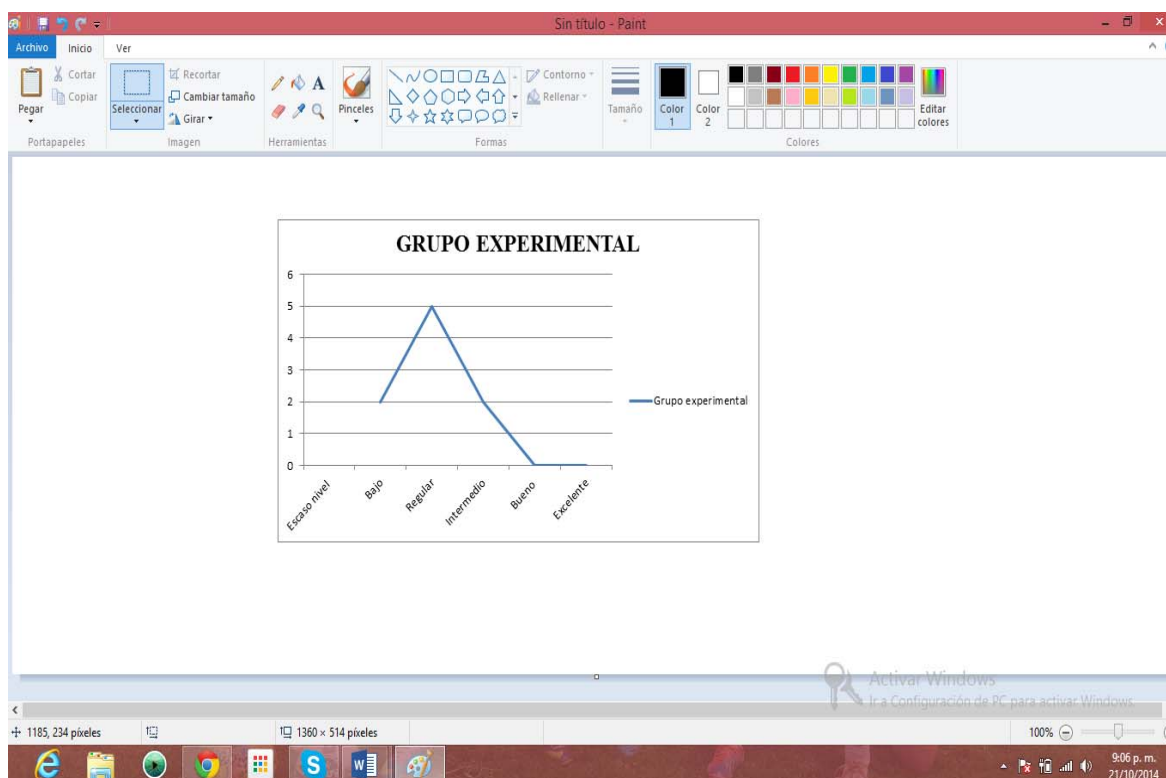 Sin título - Paint
Archivo Inicio Ver
Pegar
Cortar
Copiar
Portapapeles
Seleccionar
Recortar
Cambiar tamaño
Girar
Imagen
A
Herramientas
Pinceles
Contorno
Rellenar
Formas
Tamaño
Color 1
Color 2
Editar colores
Colores
GRUPO EXPERIMENTAL
6
5
4
3
2
1
0
Escaso nivel
Bajo
Regular
Intermedio
Bueno
Excelente
Grupo experimental
Activar Windows
Ir a Configuración de PC para activar Windows.
1185, 234 píxeles
1360 × 514 píxeles
100%
9:06 p. m.
21/10/2014